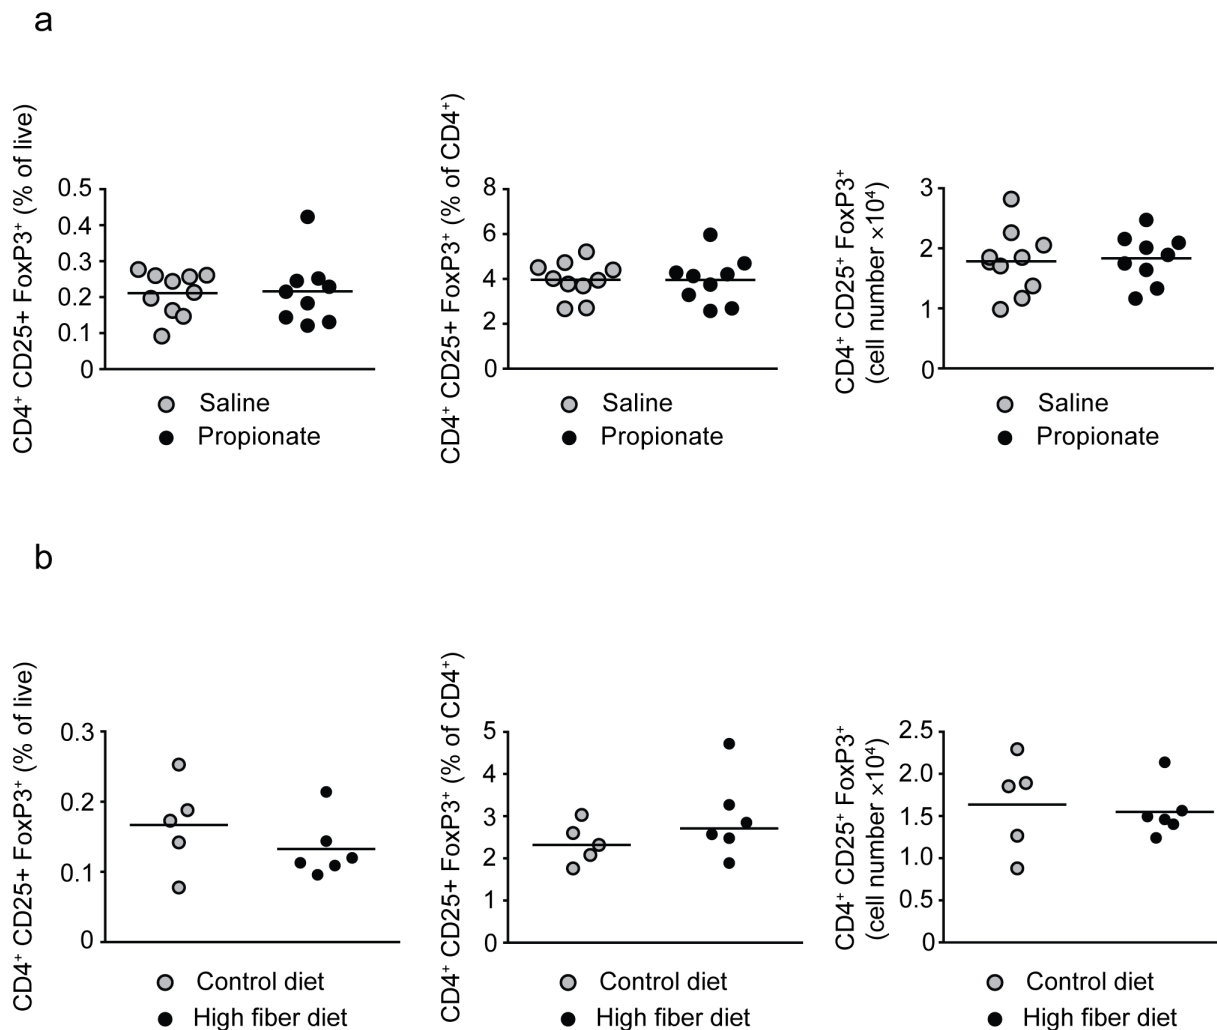 a
CD4⁺ CD25+ FoxP3⁺ (% of live)
0.5
0.4
0.3
0.2
0.1
0
Saline
Propionate
CD4⁺ CD25+ FoxP3⁺ (% of CD4⁺)
8
6
4
2
0
Saline
Propionate
CD4⁺ CD25⁺ FoxP3⁺
(cell number ×10⁴)
3
2
1
0
Saline
Propionate
b
CD4⁺ CD25+ FoxP3⁺ (% of live)
0.3
0.2
0.1
0
Control diet
High fiber diet
CD4⁺ CD25+ FoxP3⁺ (% of CD4⁺)
5
4
3
2
1
0
Control diet
High fiber diet
CD4⁺ CD25⁺ FoxP3⁺
(cell number ×10⁴)
2.5
2.0
1.5
1.0
0.5
0
Control diet
High fiber diet